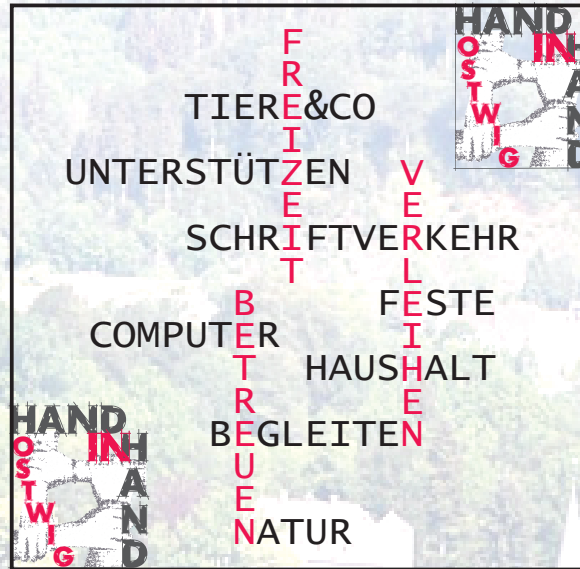 HAND
IN
HAND
OSTWIG
FREIZEIT
TIERE&CO
UNTERSTÜTZEN
VERLEIHEN
SCHRIFTVERKEHR
BETREUEN
FESTE
COMPUTER
HAUSHALT
BEGLEITEN
NATUR
HAND
IN
HAND
OSTWIG